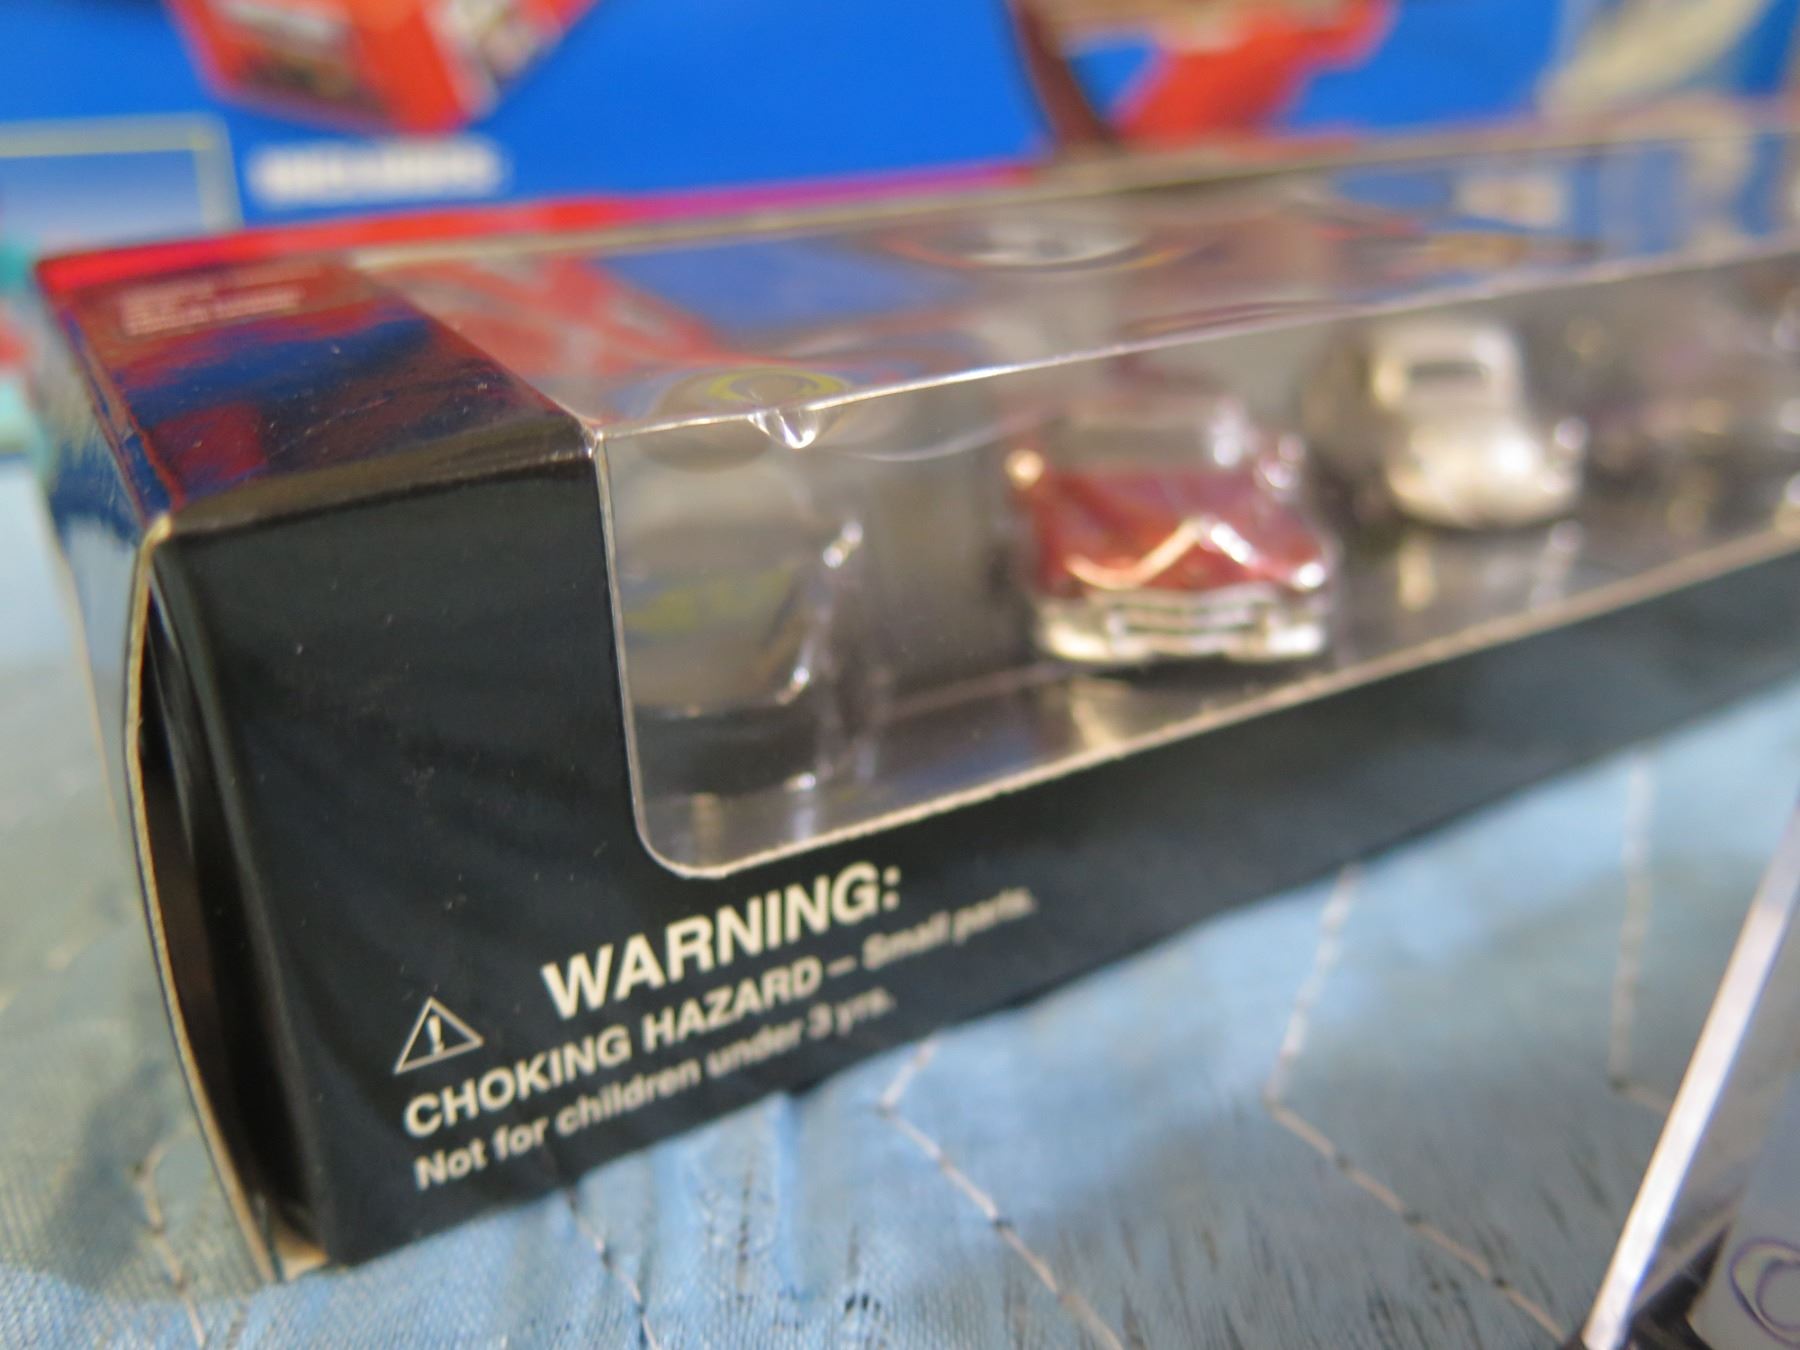 WARNING:
CHOKING HAZARD – Small parts.
Not for children under 3 yrs.